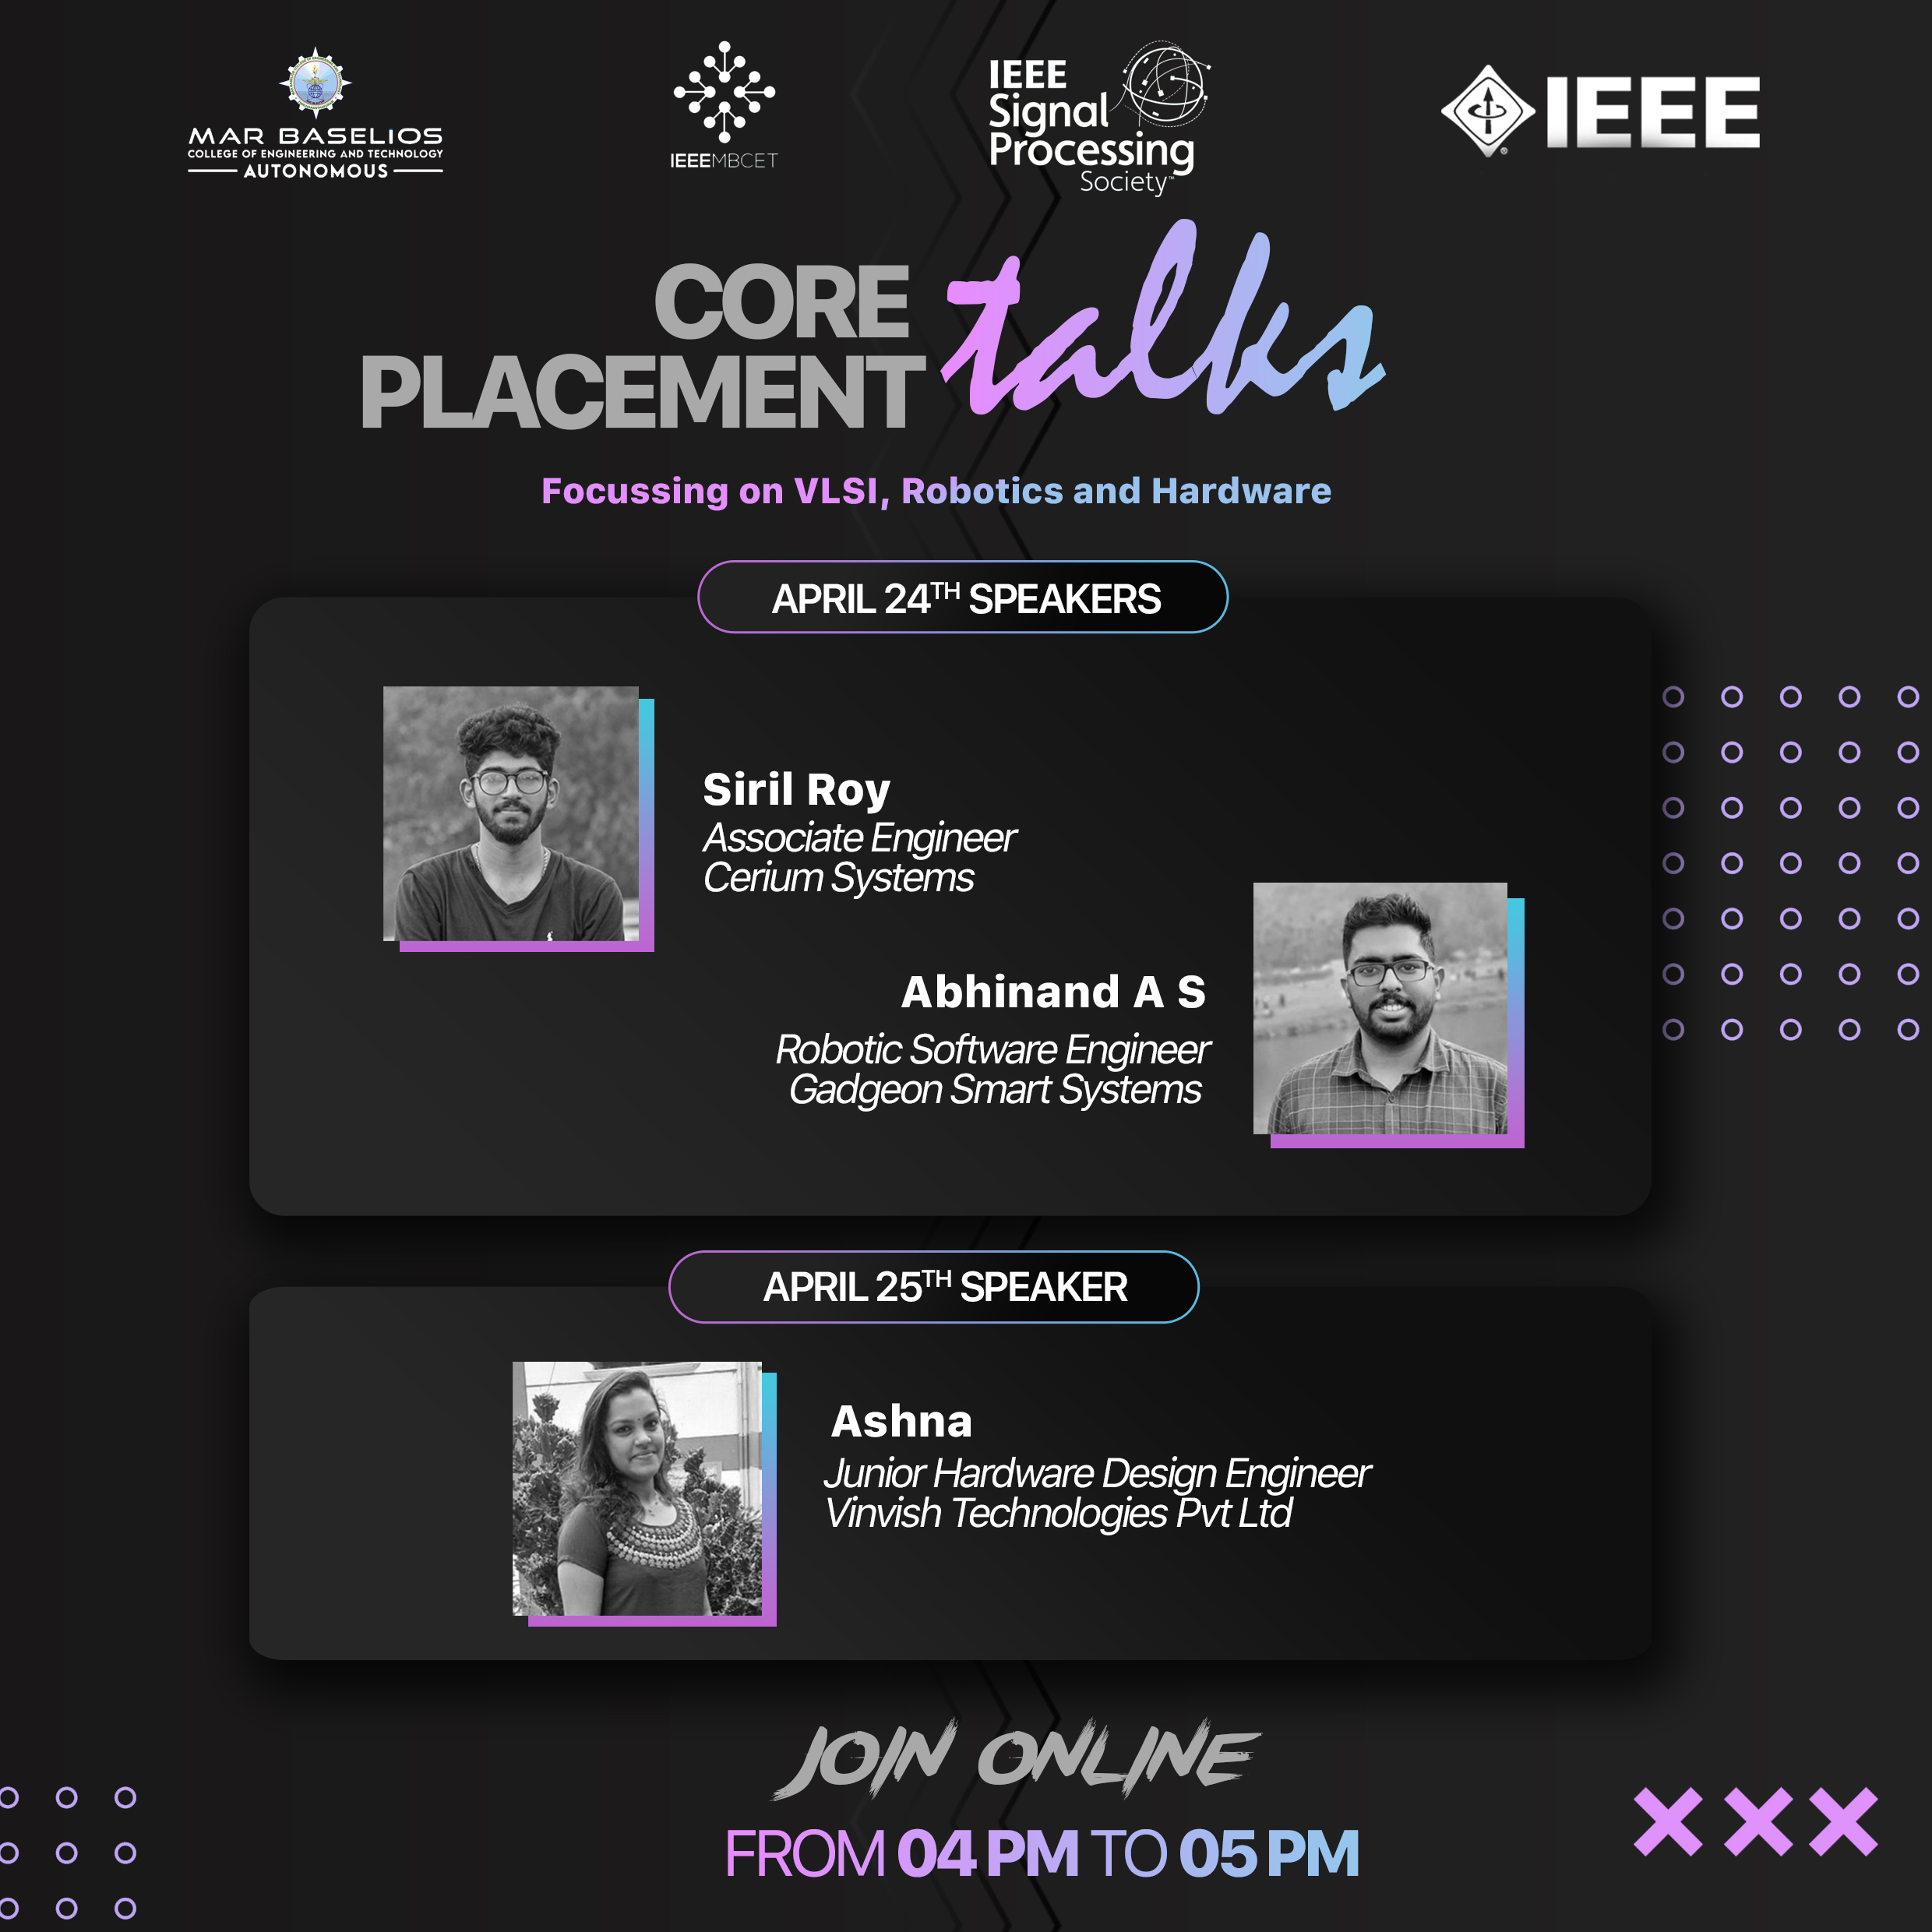 MAR BASELIOS
COLLEGE OF ENGINEERING AND TECHNOLOGY
AUTONOMOUS
IEEEMBCET
IEEE
Signal
Processing
Society™
IEEE
CORE
PLACEMENT
talks
Focussing on VLSI, Robotics and Hardware
APRIL 24TH SPEAKERS
Siril Roy
Associate Engineer
Cerium Systems
Abhinand A S
Robotic Software Engineer
Gadgeon Smart Systems
APRIL 25TH SPEAKER
Ashna
Junior Hardware Design Engineer
Vinvish Technologies Pvt Ltd
JOIN ONLINE
FROM 04 PM TO 05 PM